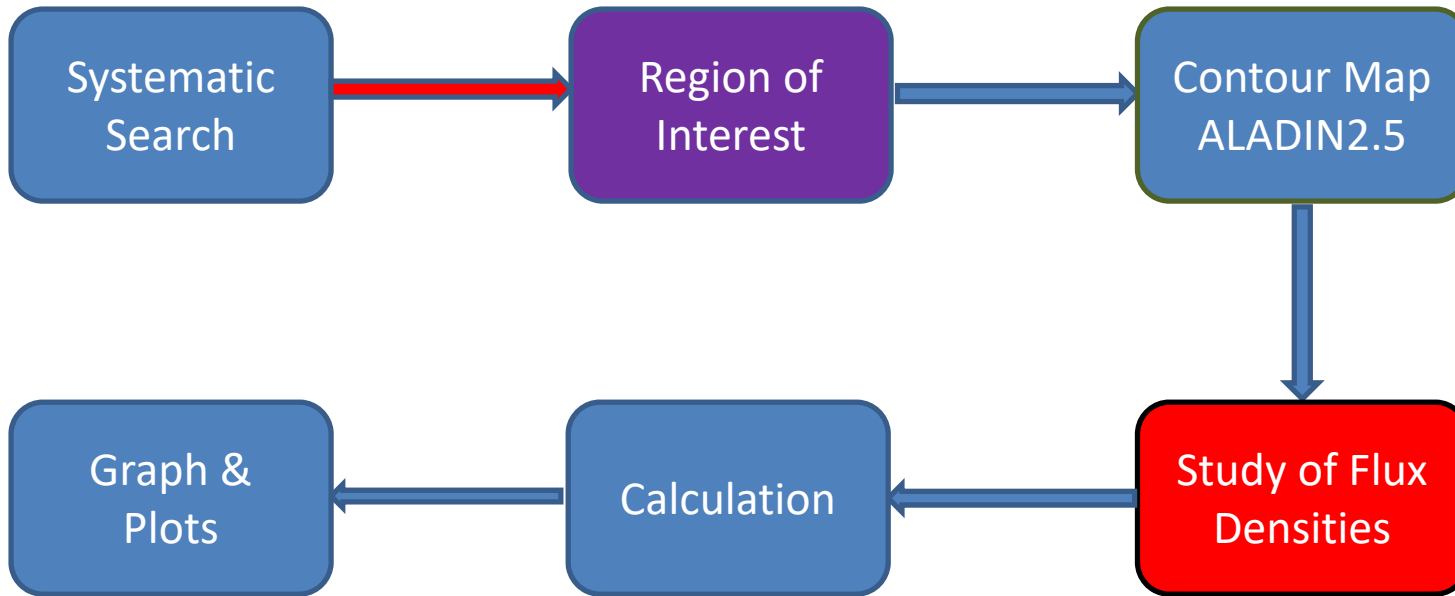 Systematic
Search
Region of
Interest
Contour Map
ALADIN2.5
Study of Flux
Densities
Calculation
Graph &
Plots